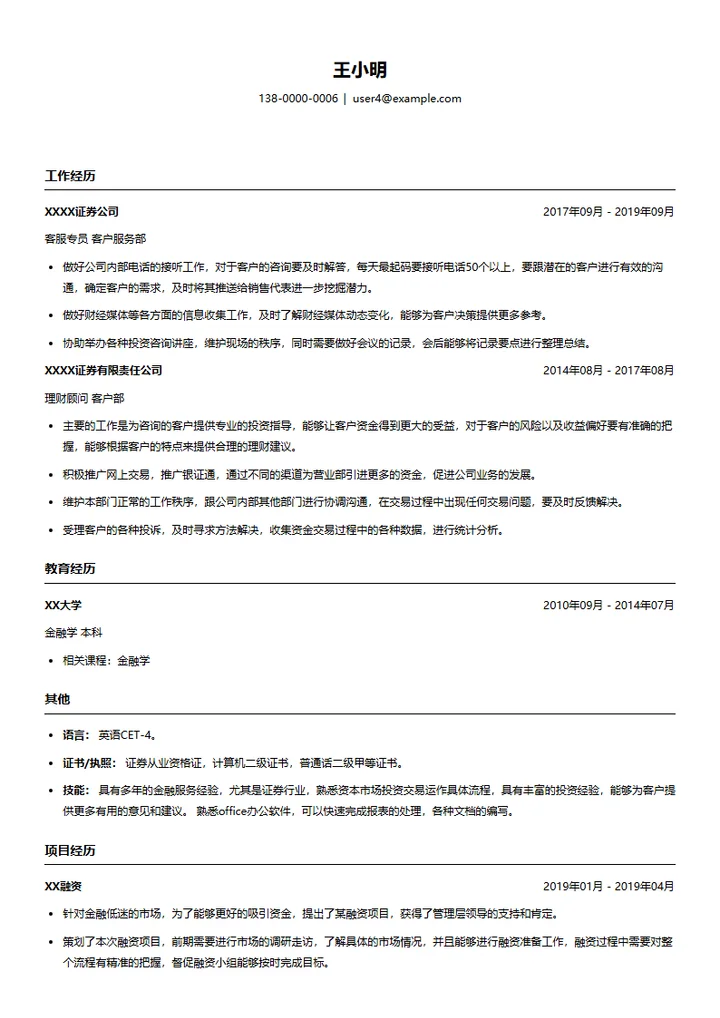 王小明
138-0000-0006 | user4@example.com
工作经历
XXXX证券公司 2017年09月 - 2019年09月
客服专员 客户服务部
• 做好公司内部电话的接听工作，对于客户的咨询要及时解答，每天最起码要接听电话50个以上，要跟潜在的客户进行有效的沟
通，确定客户的需求，及时将其推送给销售代表进一步挖掘潜力。
• 做好财经媒体等各方面的信息收集工作，及时了解财经媒体动态变化，能够为客户决策提供更多参考。
• 协助举办各种投资咨询讲座，维护现场的秩序，同时需要做好会议的记录，会后能够将记录要点进行整理总结。
XXXX证券有限责任公司 2014年08月 - 2017年08月
理财顾问 客户部
• 主要的工作是为咨询的客户提供专业的投资指导，能够让客户资金得到更大的受益，对于客户的风险以及收益偏好要有准确的把
握，能够根据客户的特点来提供合理的理财建议。
• 积极推广网上交易，推广银证通，通过不同的渠道为营业部引进更多的资金，促进公司业务的发展。
• 维护本部门正常的工作秩序，跟公司内部其他部门进行协调沟通，在交易过程中出现任何交易问题，要及时反馈解决。
• 受理客户的各种投诉，及时寻求方法解决，收集资金交易过程中的各种数据，进行统计分析。
教育经历
XX大学 2010年09月 - 2014年07月
金融学 本科
• 相关课程：金融学
其他
• 语言： 英语CET-4。
• 证书/执照： 证券从业资格证，计算机二级证书，普通话二级甲等证书。
• 技能： 具有多年的金融服务经验，尤其是证券行业，熟悉资本市场投资交易运作具体流程，具有丰富的投资经验，能够为客户提
供更多有用的意见和建议。 熟悉office办公软件，可以快速完成报表的处理，各种文档的编写。
项目经历
XX融资 2019年01月 - 2019年04月
• 针对金融低迷的市场，为了能够更好的吸引资金，提出了某融资项目，获得了管理层领导的支持和肯定。
• 策划了本次融资项目，前期需要进行市场的调研走访，了解具体的市场情况，并且能够进行融资准备工作，融资过程中需要对整
个流程有精准的把握，督促融资小组能够按时完成目标。